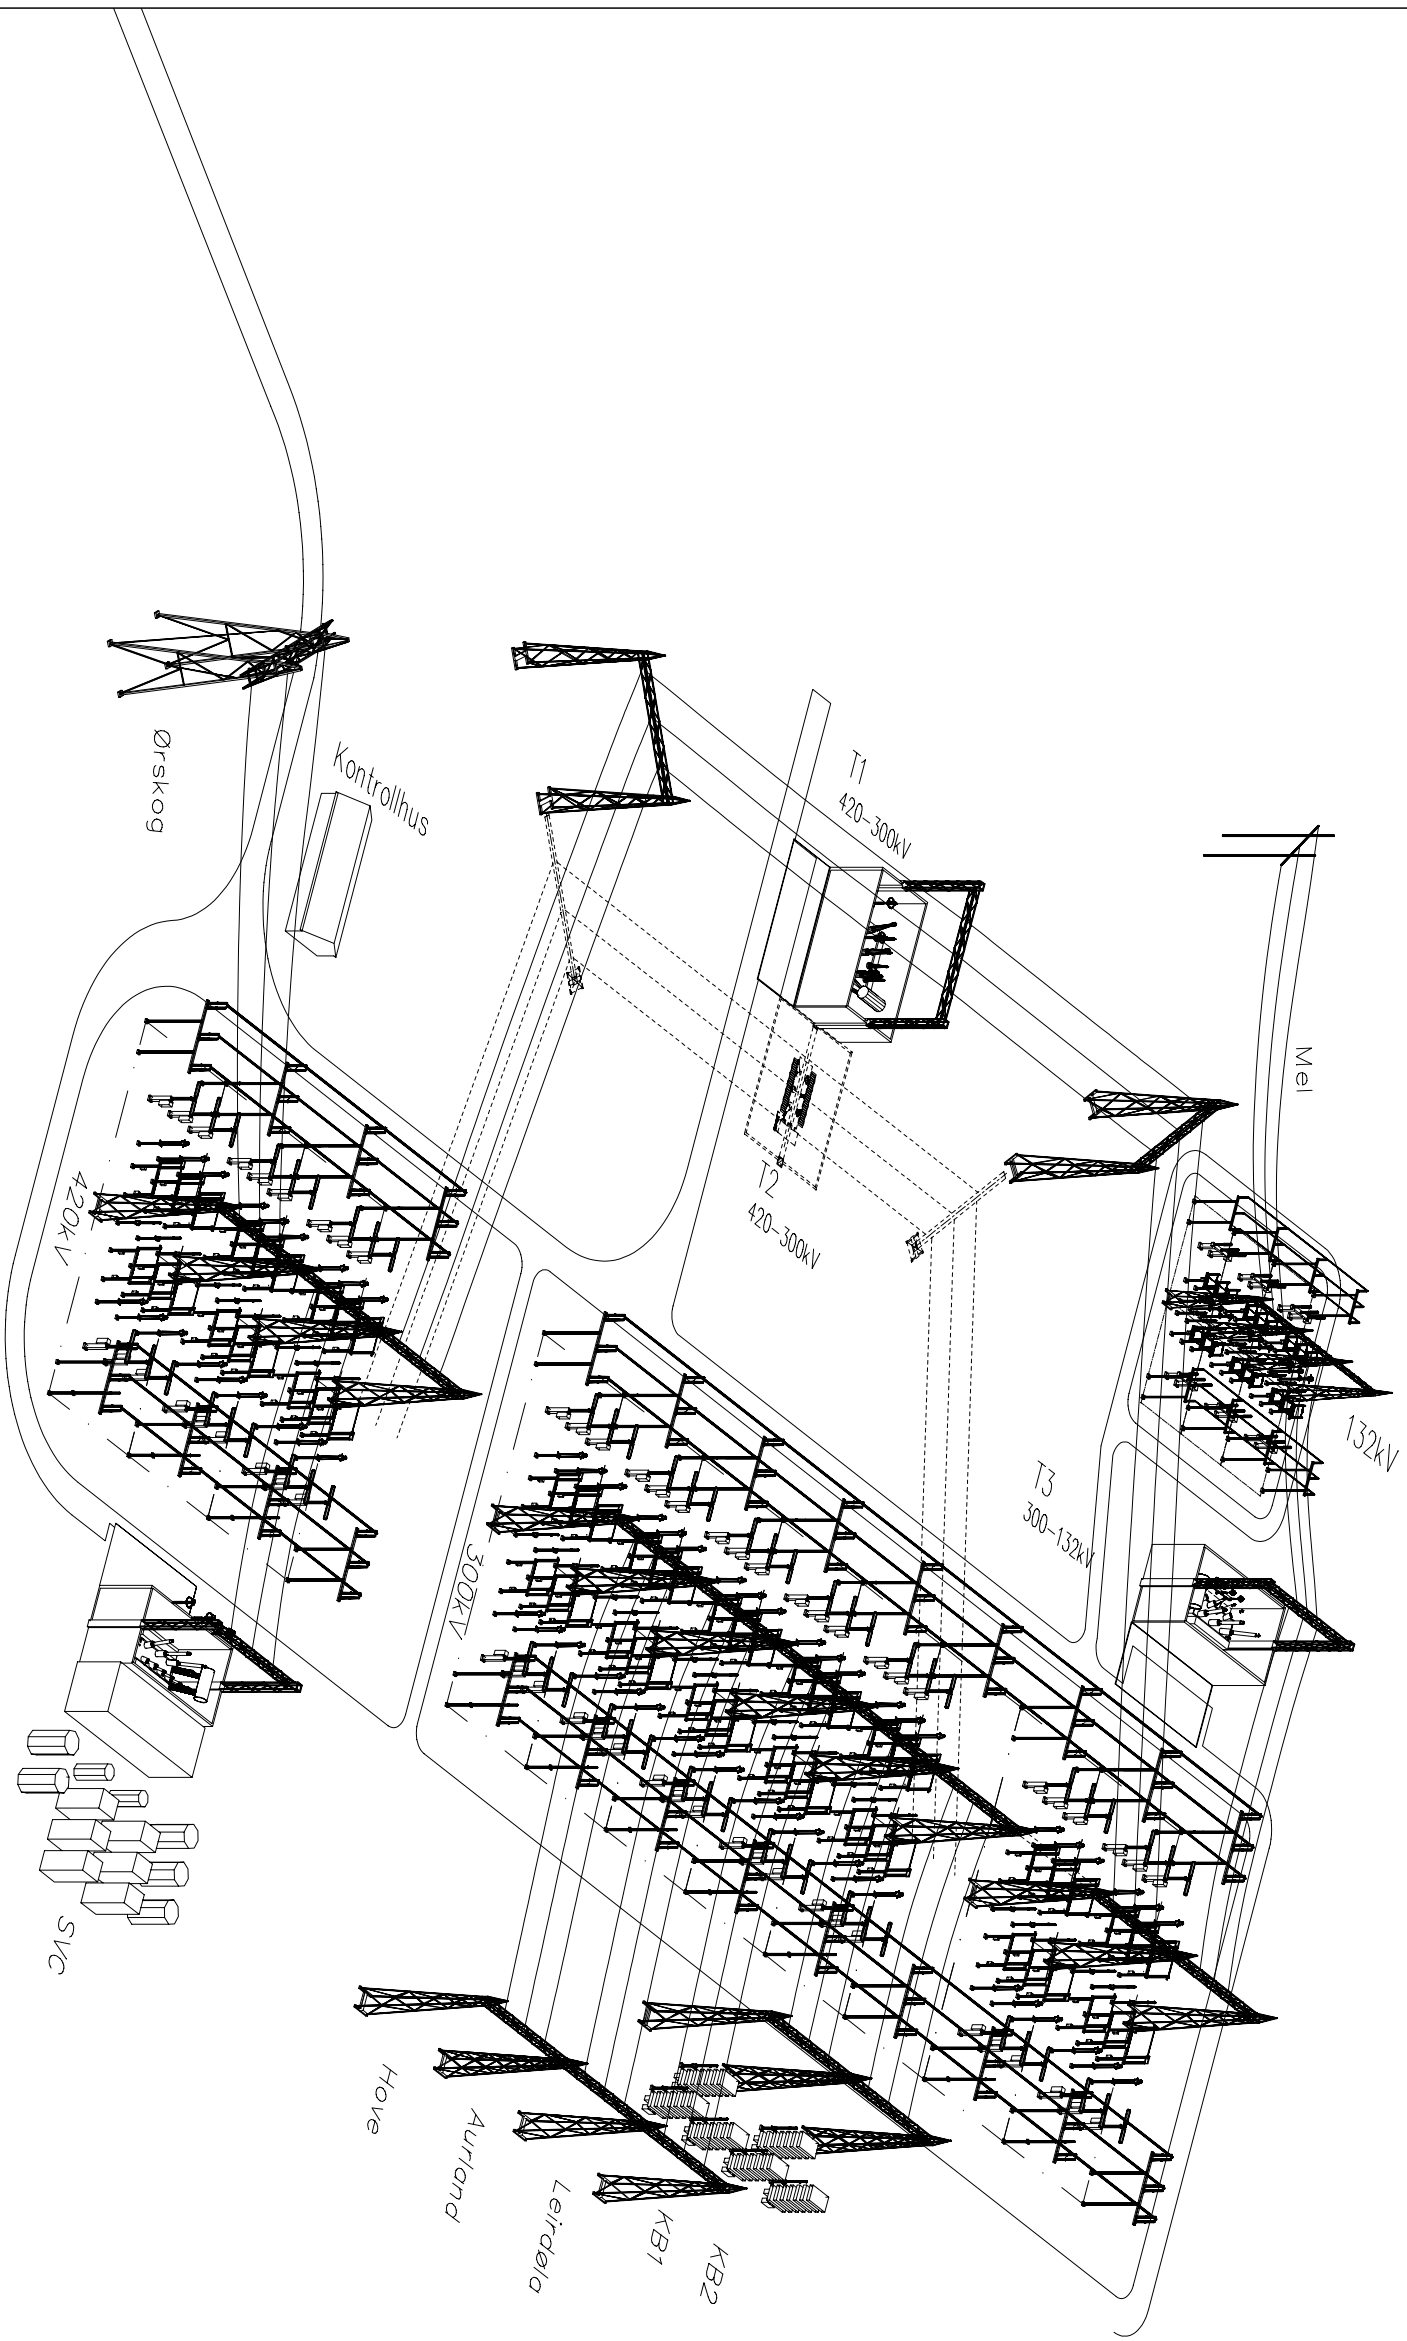 Ørskog
Kontrollhus
T1
420-300kV
Mel
T2
420-300kV
420kV
132kV
T3
300-132kV
300kV
SVC
Hove
Aurland
Leirdøla
KB1
KB2